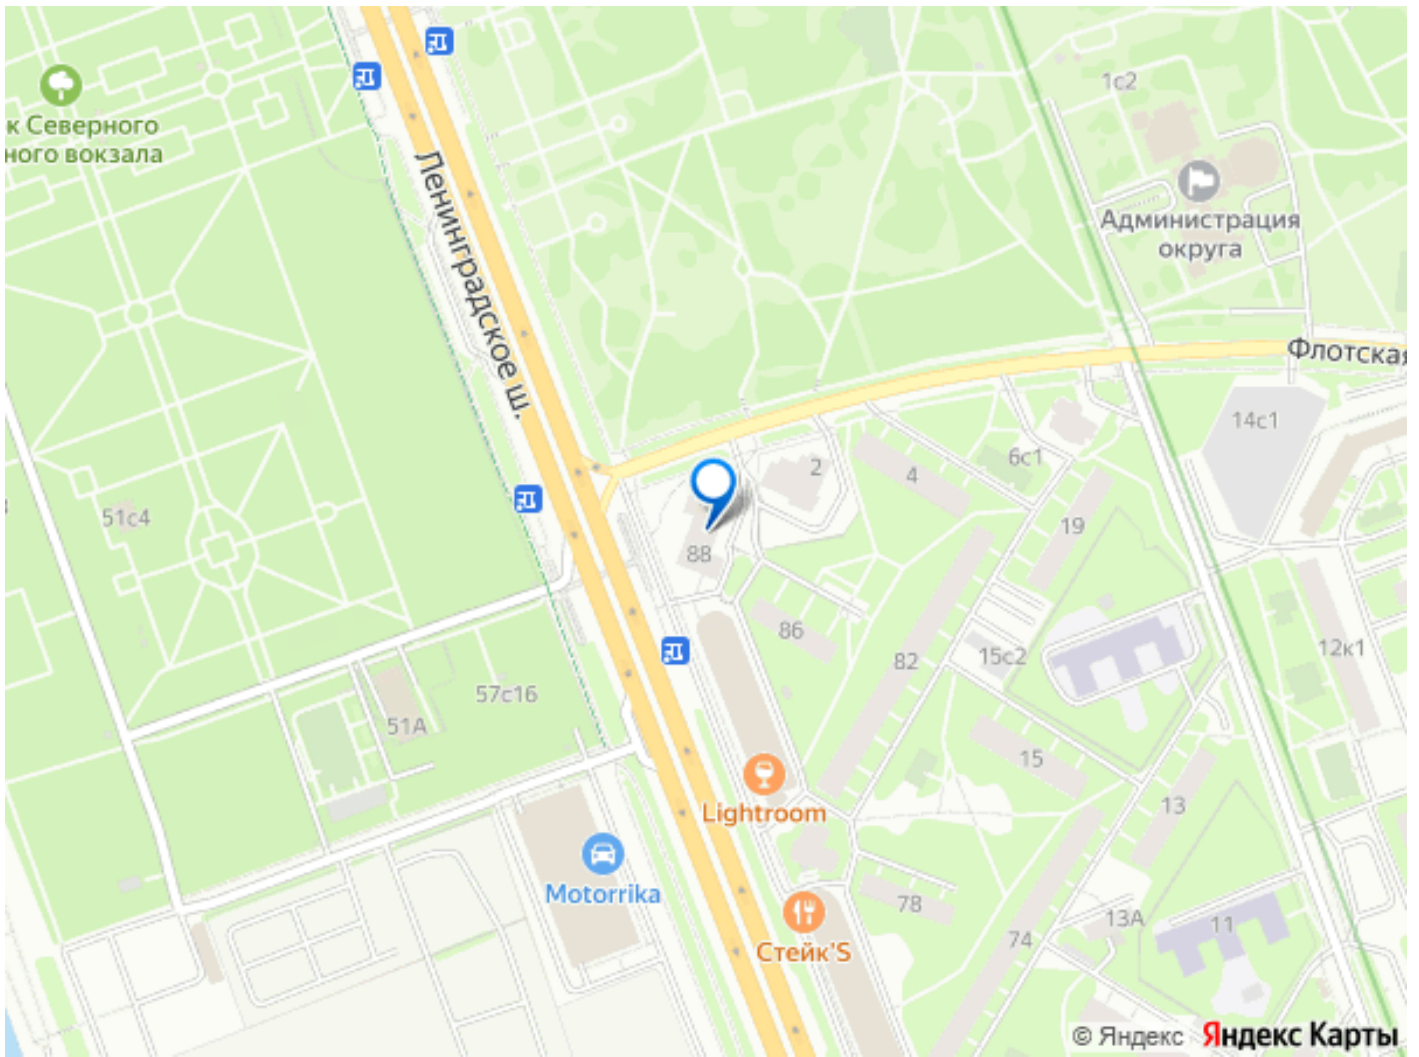 1с2
к Северного
ного вокзала
Ленинградское ш.
Администрация
округа
Флотская
14с1
2
4
6с1
19
51с4
88
86
82
15с2
12к1
57с16
51А
15
13
Lightroom
Motorrika
78
13А
11
74
Стейк'S
© Яндекс Яндекс Карты